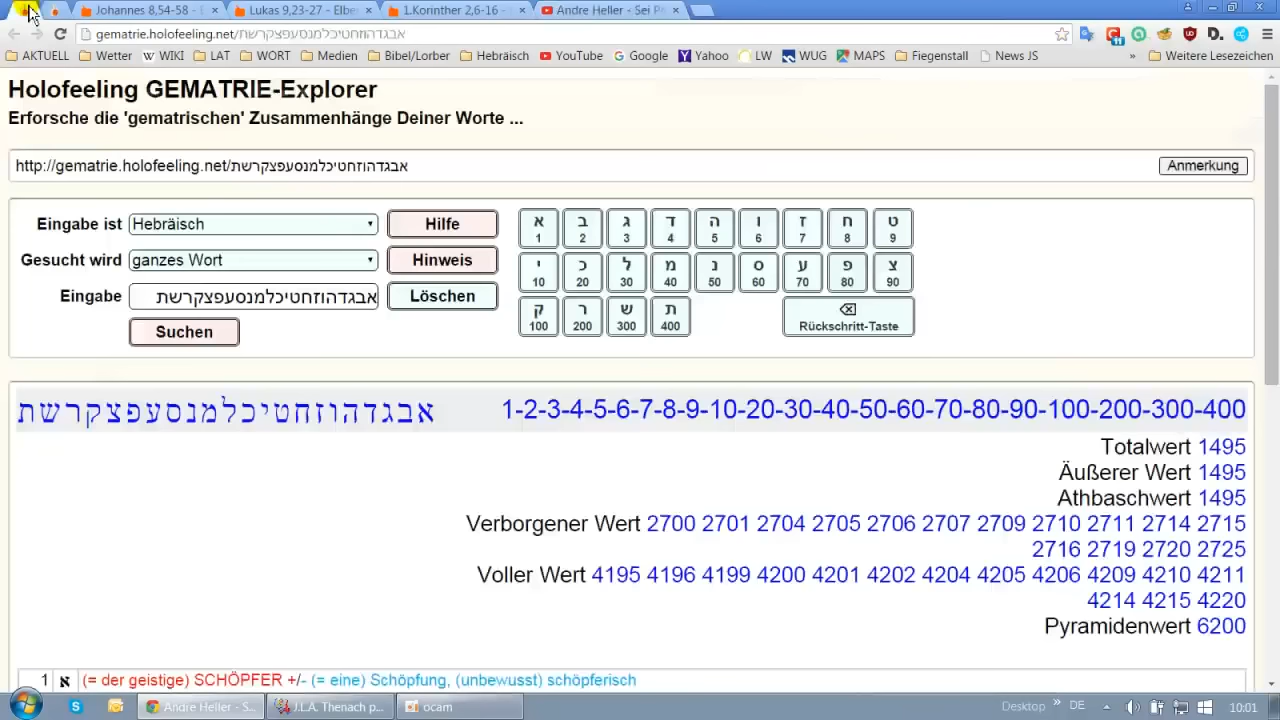 Johannes 8,54-58 - E
Lukas 9,23-27 - Elbe
1.Korinther 2,6-16 -
Andre Heller - Sei P
gematrie.holofeeling.net/אבגדהוזחטיכלמנסעפצקרשת
AKTUELL Wetter WIKI LAT WORT Medien Bibel/Lorber Hebräisch YouTube Google Yahoo LW WUG MAPS Fiegenstall News JS » Weitere Lesezeichen
Holofeeling GEMATRIE-Explorer
Erforsche die 'gematrischen' Zusammenhänge Deiner Worte ...
http://gematrie.holofeeling.net/אבגדהוזחטיכלמנסעפצקרשת Anmerkung
Eingabe ist Hebräisch Hilfe
Gesucht wird ganzes Wort Hinweis
Eingabe אבגדהוזחטיכלמנסעפצקרשת Löschen
Suchen
א ב ג ד ה ו ז ח ט
1 2 3 4 5 6 7 8 9
י כ ל מ נ ס ע פ צ
10 20 30 40 50 60 70 80 90
ק ר ש ת
100 200 300 400 Rückschritt-Taste
אבגדהוזחטיכלמנסעפצקרשת 1-2-3-4-5-6-7-8-9-10-20-30-40-50-60-70-80-90-100-200-300-400
Totalwert 1495
Äußerer Wert 1495
Athbaschwert 1495
Verborgener Wert 2700 2701 2704 2705 2706 2707 2709 2710 2711 2714 2715
2716 2719 2720 2725
Voller Wert 4195 4196 4199 4200 4201 4202 4204 4205 4206 4209 4210 4211
4214 4215 4220
Pyramidenwert 6200
1 א (= der geistige) SCHÖPFER +/- (= eine) Schöpfung, (unbewusst) schöpferisch
Andre Heller - S... J.L.A. Thenach p... ocam Desktop » DE 10:01